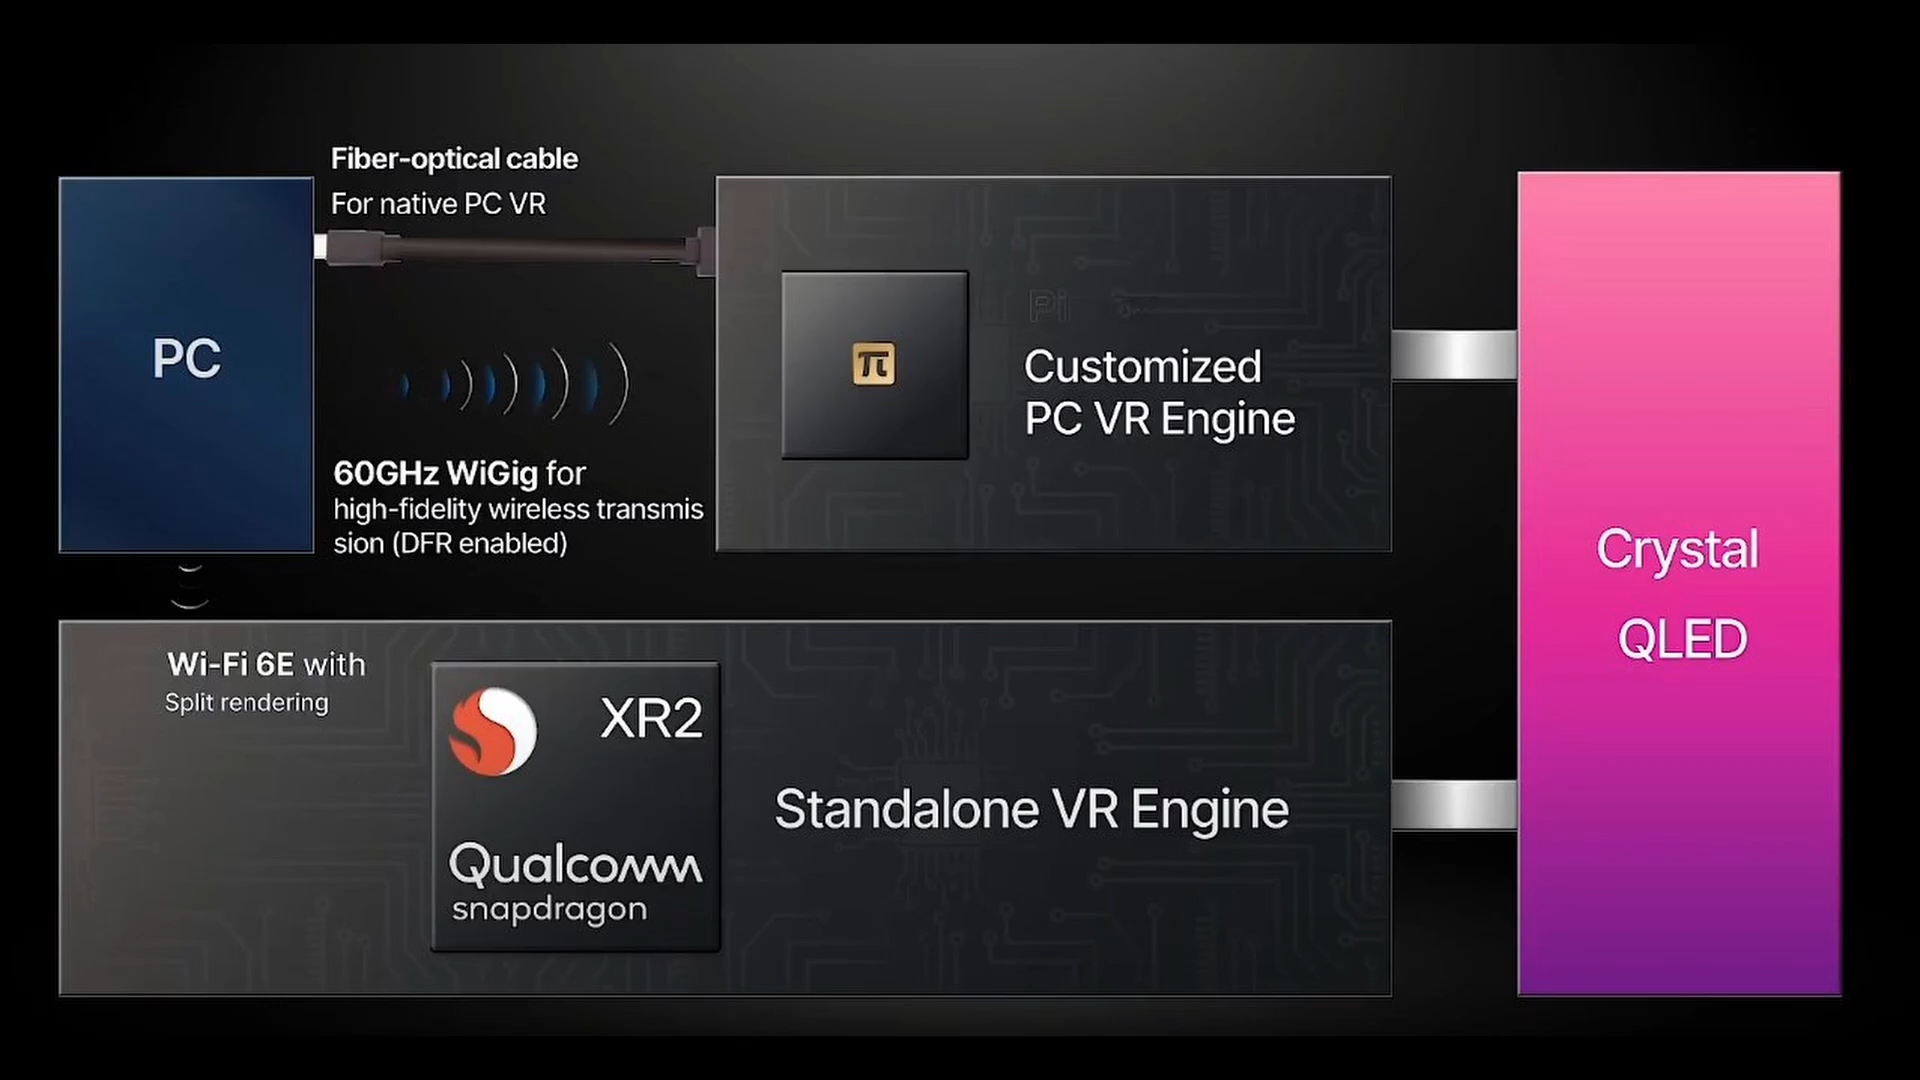 Fiber-optical cable
For native PC VR
PC
60GHz WiGig for
high-fidelity wireless transmis
sion (DFR enabled)
Pi
π
Customized
PC VR Engine
Crystal
QLED
Wi-Fi 6E with
Split rendering
XR2
Qualcomm
snapdragon
Standalone VR Engine